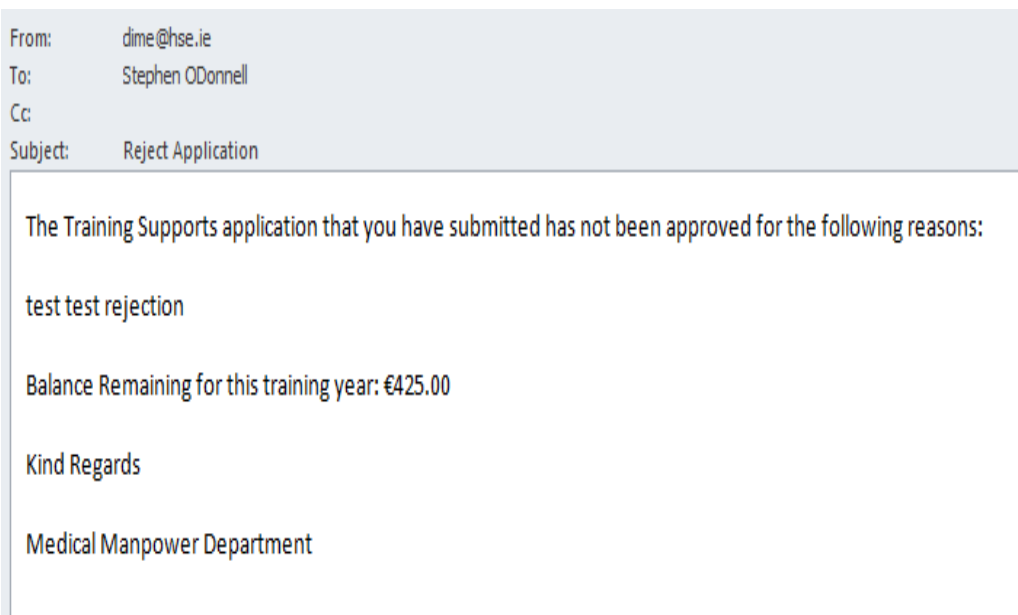 From: dime@hse.ie
To: Stephen ODonnell
Cc:
Subject: Reject Application
The Training Supports application that you have submitted has not been approved for the following reasons:
test test rejection
Balance Remaining for this training year: €425.00
Kind Regards
Medical Manpower Department